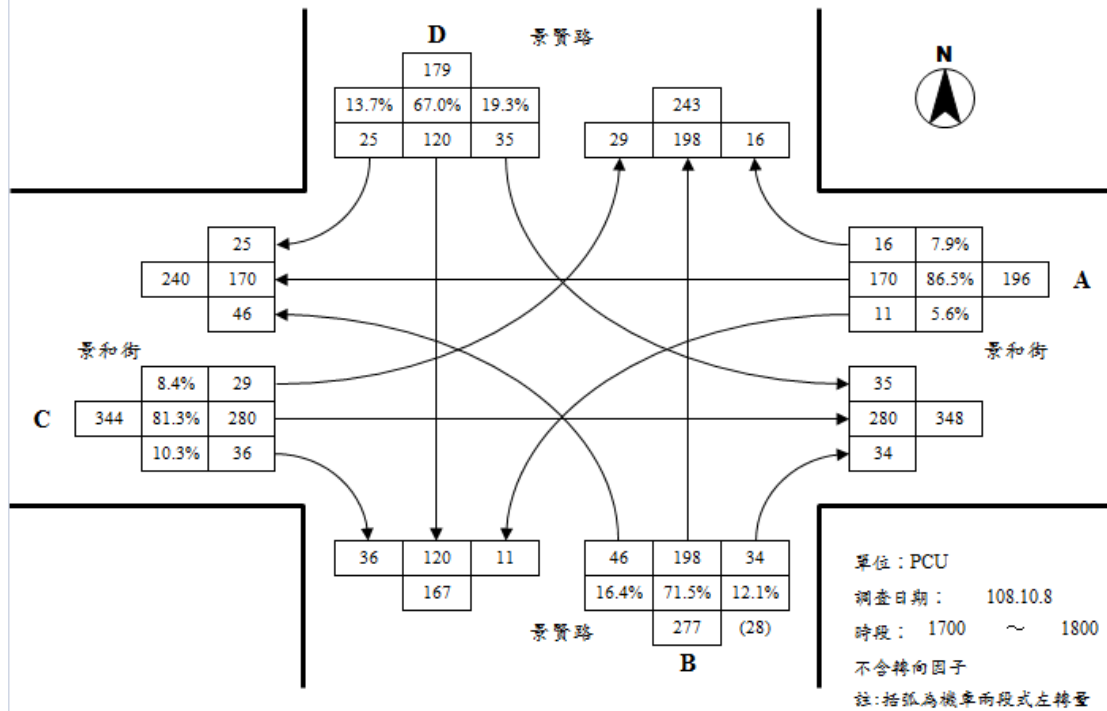 D
景賢路
N
179
13.7% 67.0% 19.3%
243
25 120 35
29 198 16
25
16 7.9%
240 170
170 86.5% 196
A
46
11 5.6%
景和街
景和街
8.4% 29
35
C
344 81.3% 280
280 348
10.3% 36
34
36 120 11
46 198 34
167
16.4% 71.5% 12.1%
景賢路
277 (28)
B
單位：PCU
調查日期： 108.10.8
時段： 1700 ～ 1800
不含轉向因子
註:括弧為機車兩段式左轉量